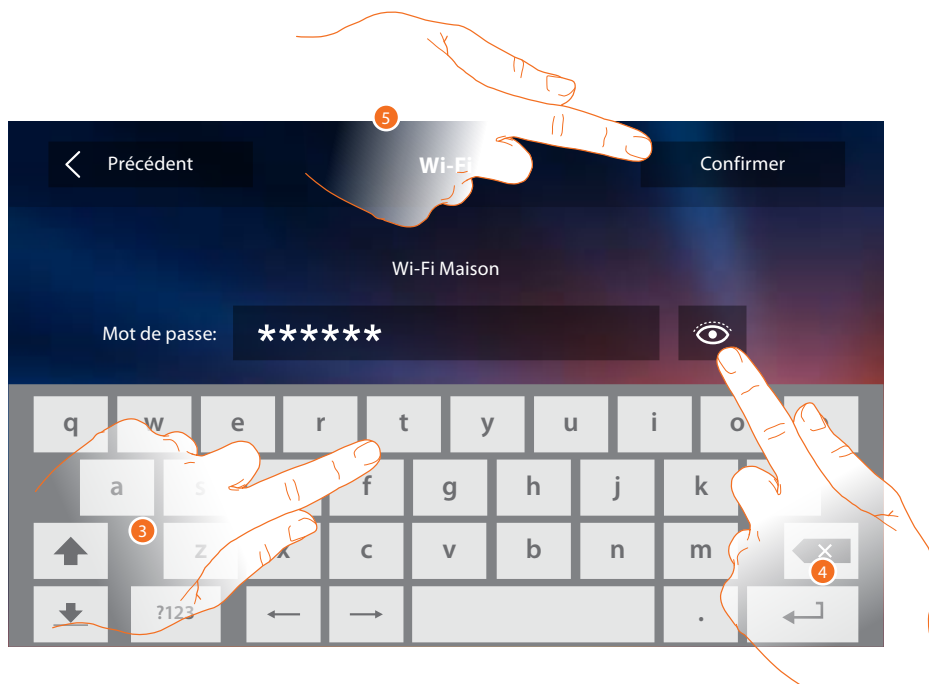 5
Précédent
Wi-Fi
Confirmer
Wi-Fi Maison
Mot de passe: ******
q w e r t y u i o
a s f g h j k
3
z x c v b n m
4
?123 .